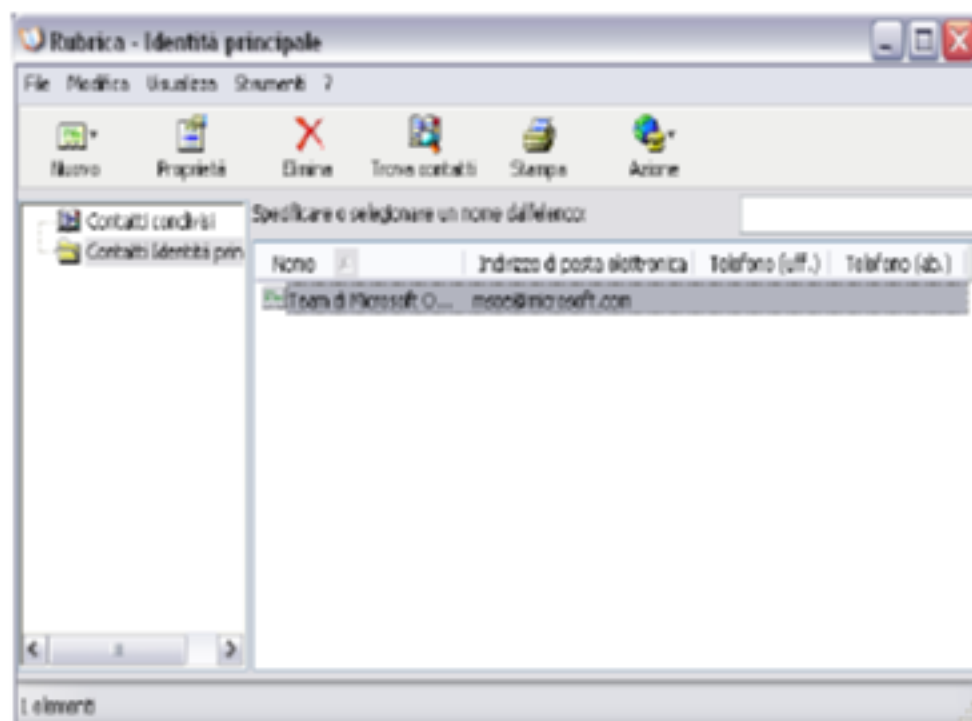 Rubrica - Identità principale
File Modifica Visualizza Strumenti ?
Nuovo Proprietà Elimina Trova contatti Stampa Azione
Contatti condivisi
Contatti Identità prin
Specificare o selezionare un nome dall'elenco:
Nome Indirizzo di posta elettronica Telefono (uff.) Telefono (ab.)
Team di Microsoft O... msoe@microsoft.com
1 elementi